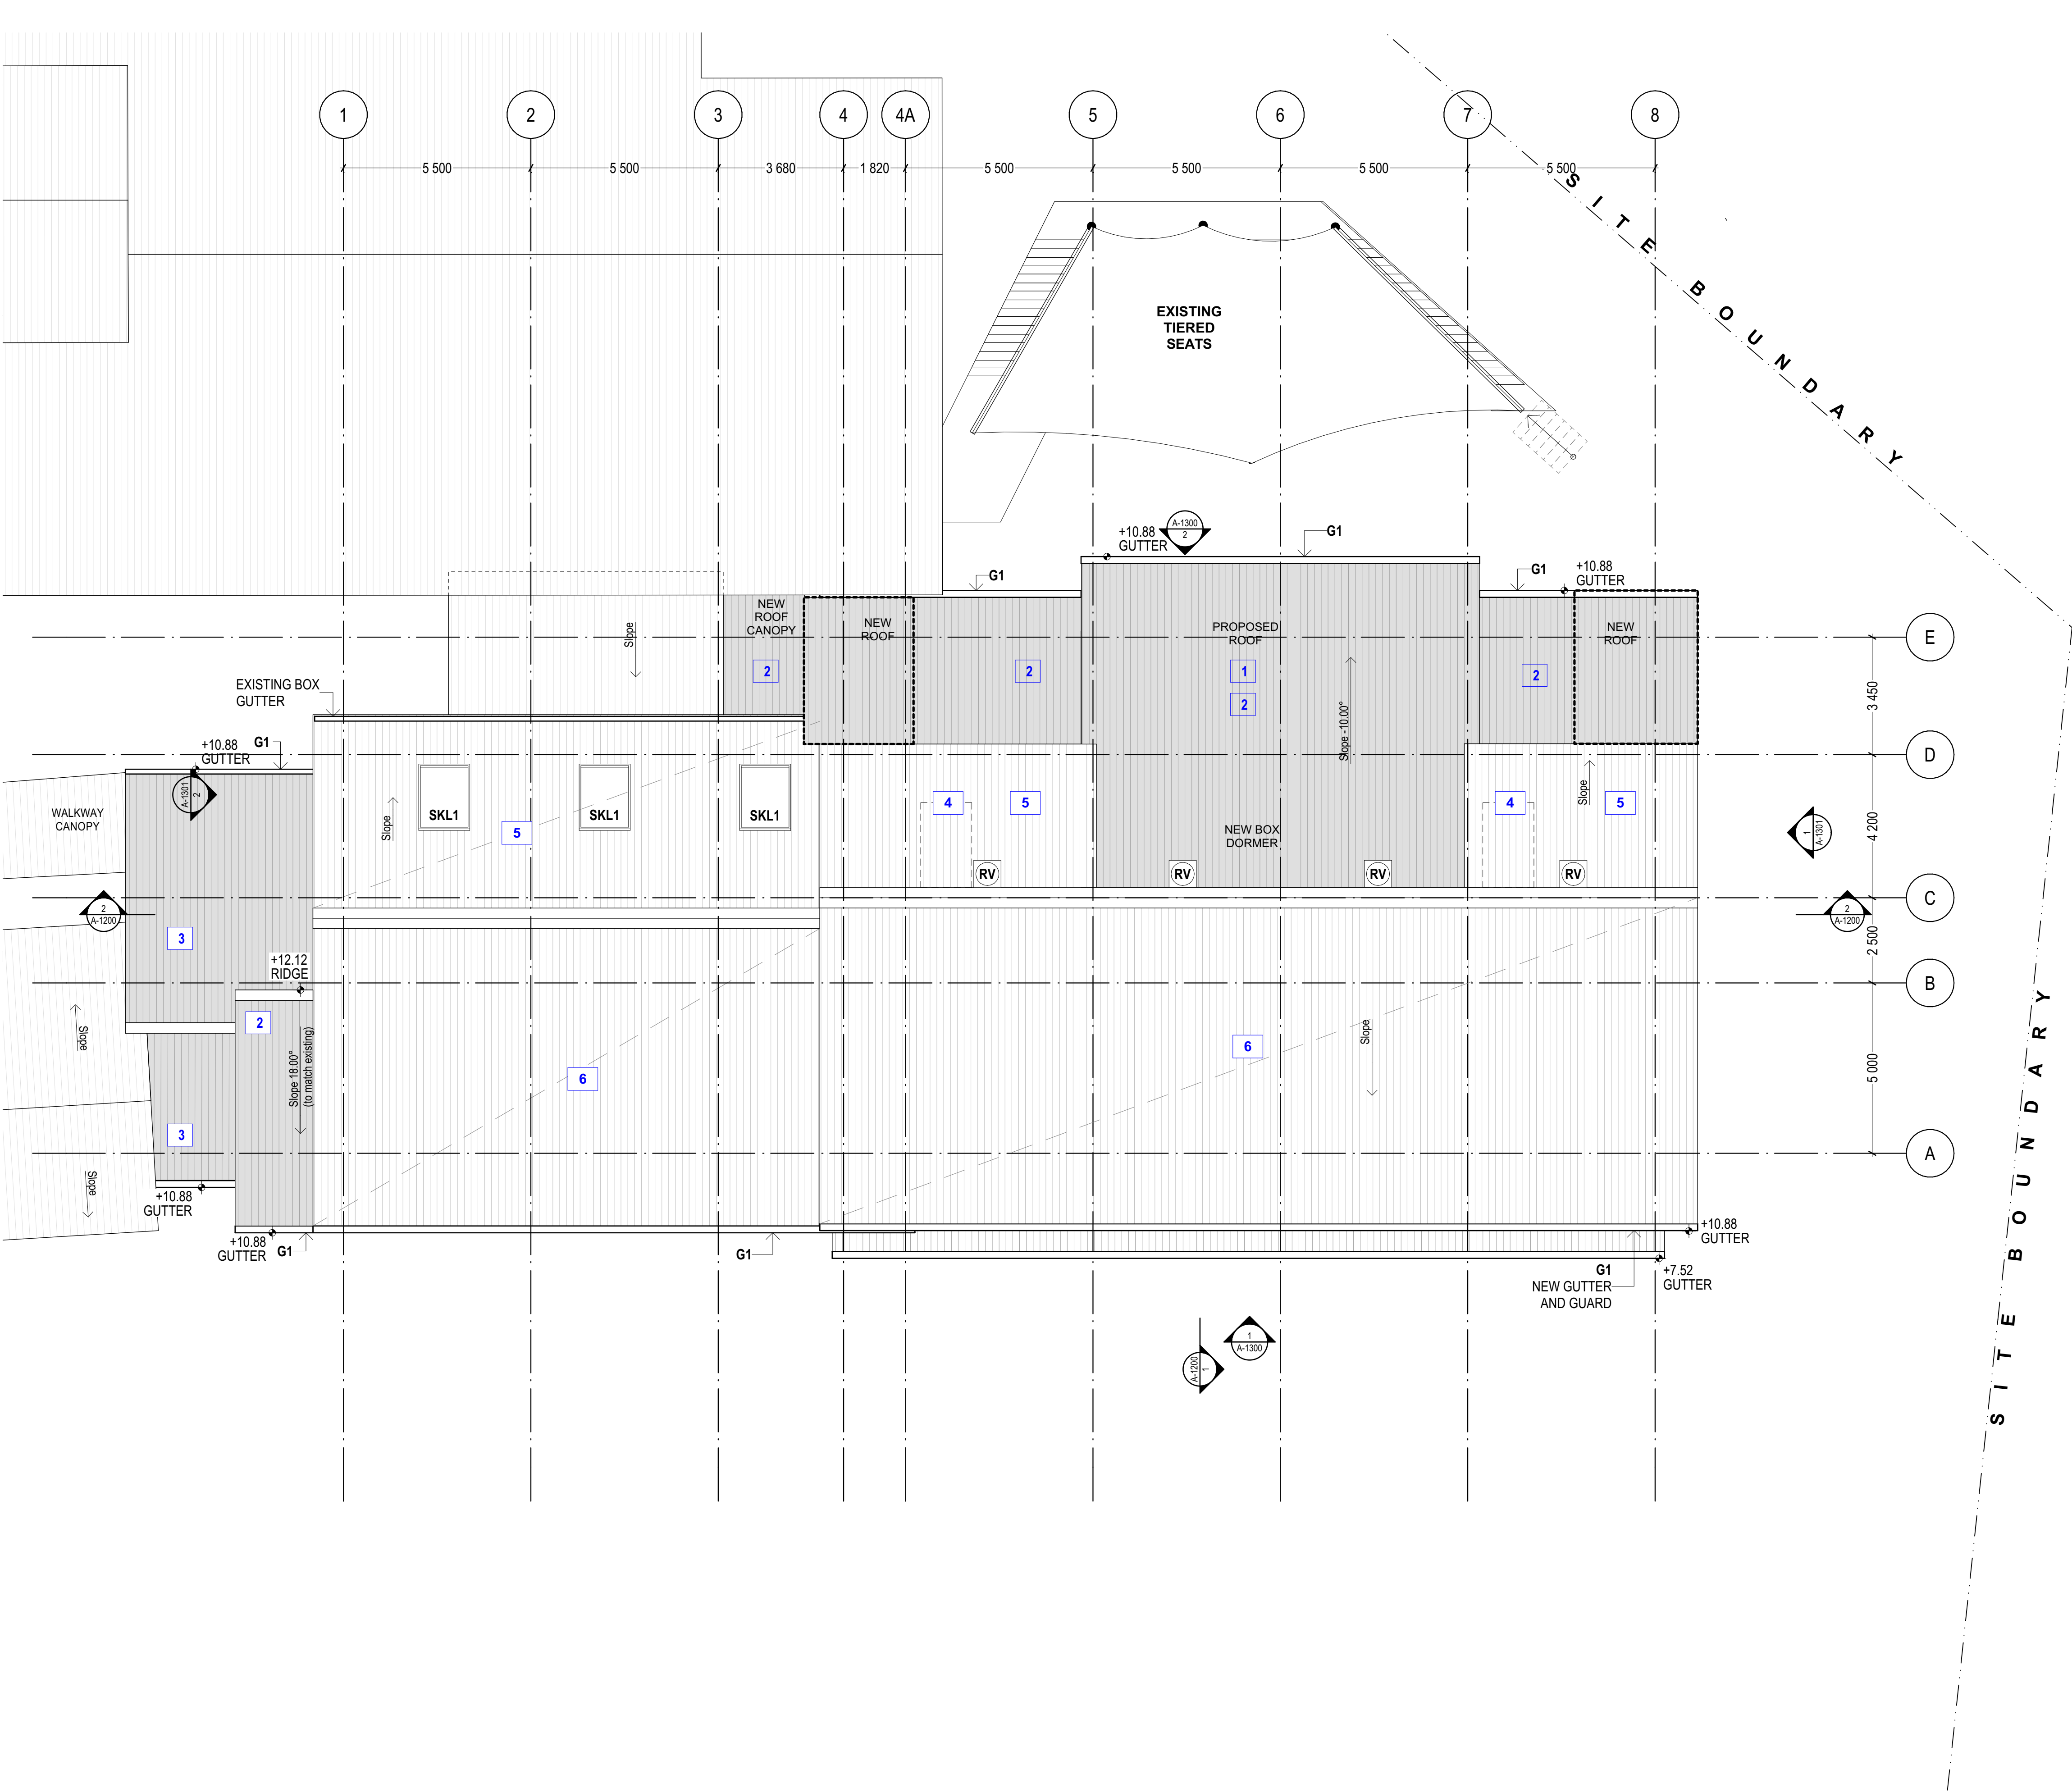 1
2
3
4
4A
5
6
7
8
5 500
5 500
3 680
1 820
5 500
5 500
5 500
5 500
SITE BOUNDARY
EXISTING
TIERED
SEATS
+10.88
GUTTER
A-1300
2
G1
G1
G1
+10.88
GUTTER
NEW
ROOF
CANOPY
NEW
ROOF
PROPOSED
ROOF
NEW
ROOF
Slope
E
2
2
1
2
2
3 450
EXISTING BOX
GUTTER
Slope -10.00°
+10.88
GUTTER
G1
D
A-1301
2
WALKWAY
CANOPY
SKL1
SKL1
SKL1
Slope
5
4
5
NEW BOX
DORMER
4
5
Slope
1
A-1301
4 200
RV
RV
RV
RV
C
2
A-1200
2
A-1200
3
2 500
+12.12
RIDGE
B
2
Slope
Slope 18.00°
(to match existing)
6
6
Slope
5 000
3
A
Slope
+10.88
GUTTER
+10.88
GUTTER
G1
G1
+10.88
GUTTER
+7.52
GUTTER
G1
NEW GUTTER
AND GUARD
1
A-1300
A-1200
1
SITE BOUNDARY